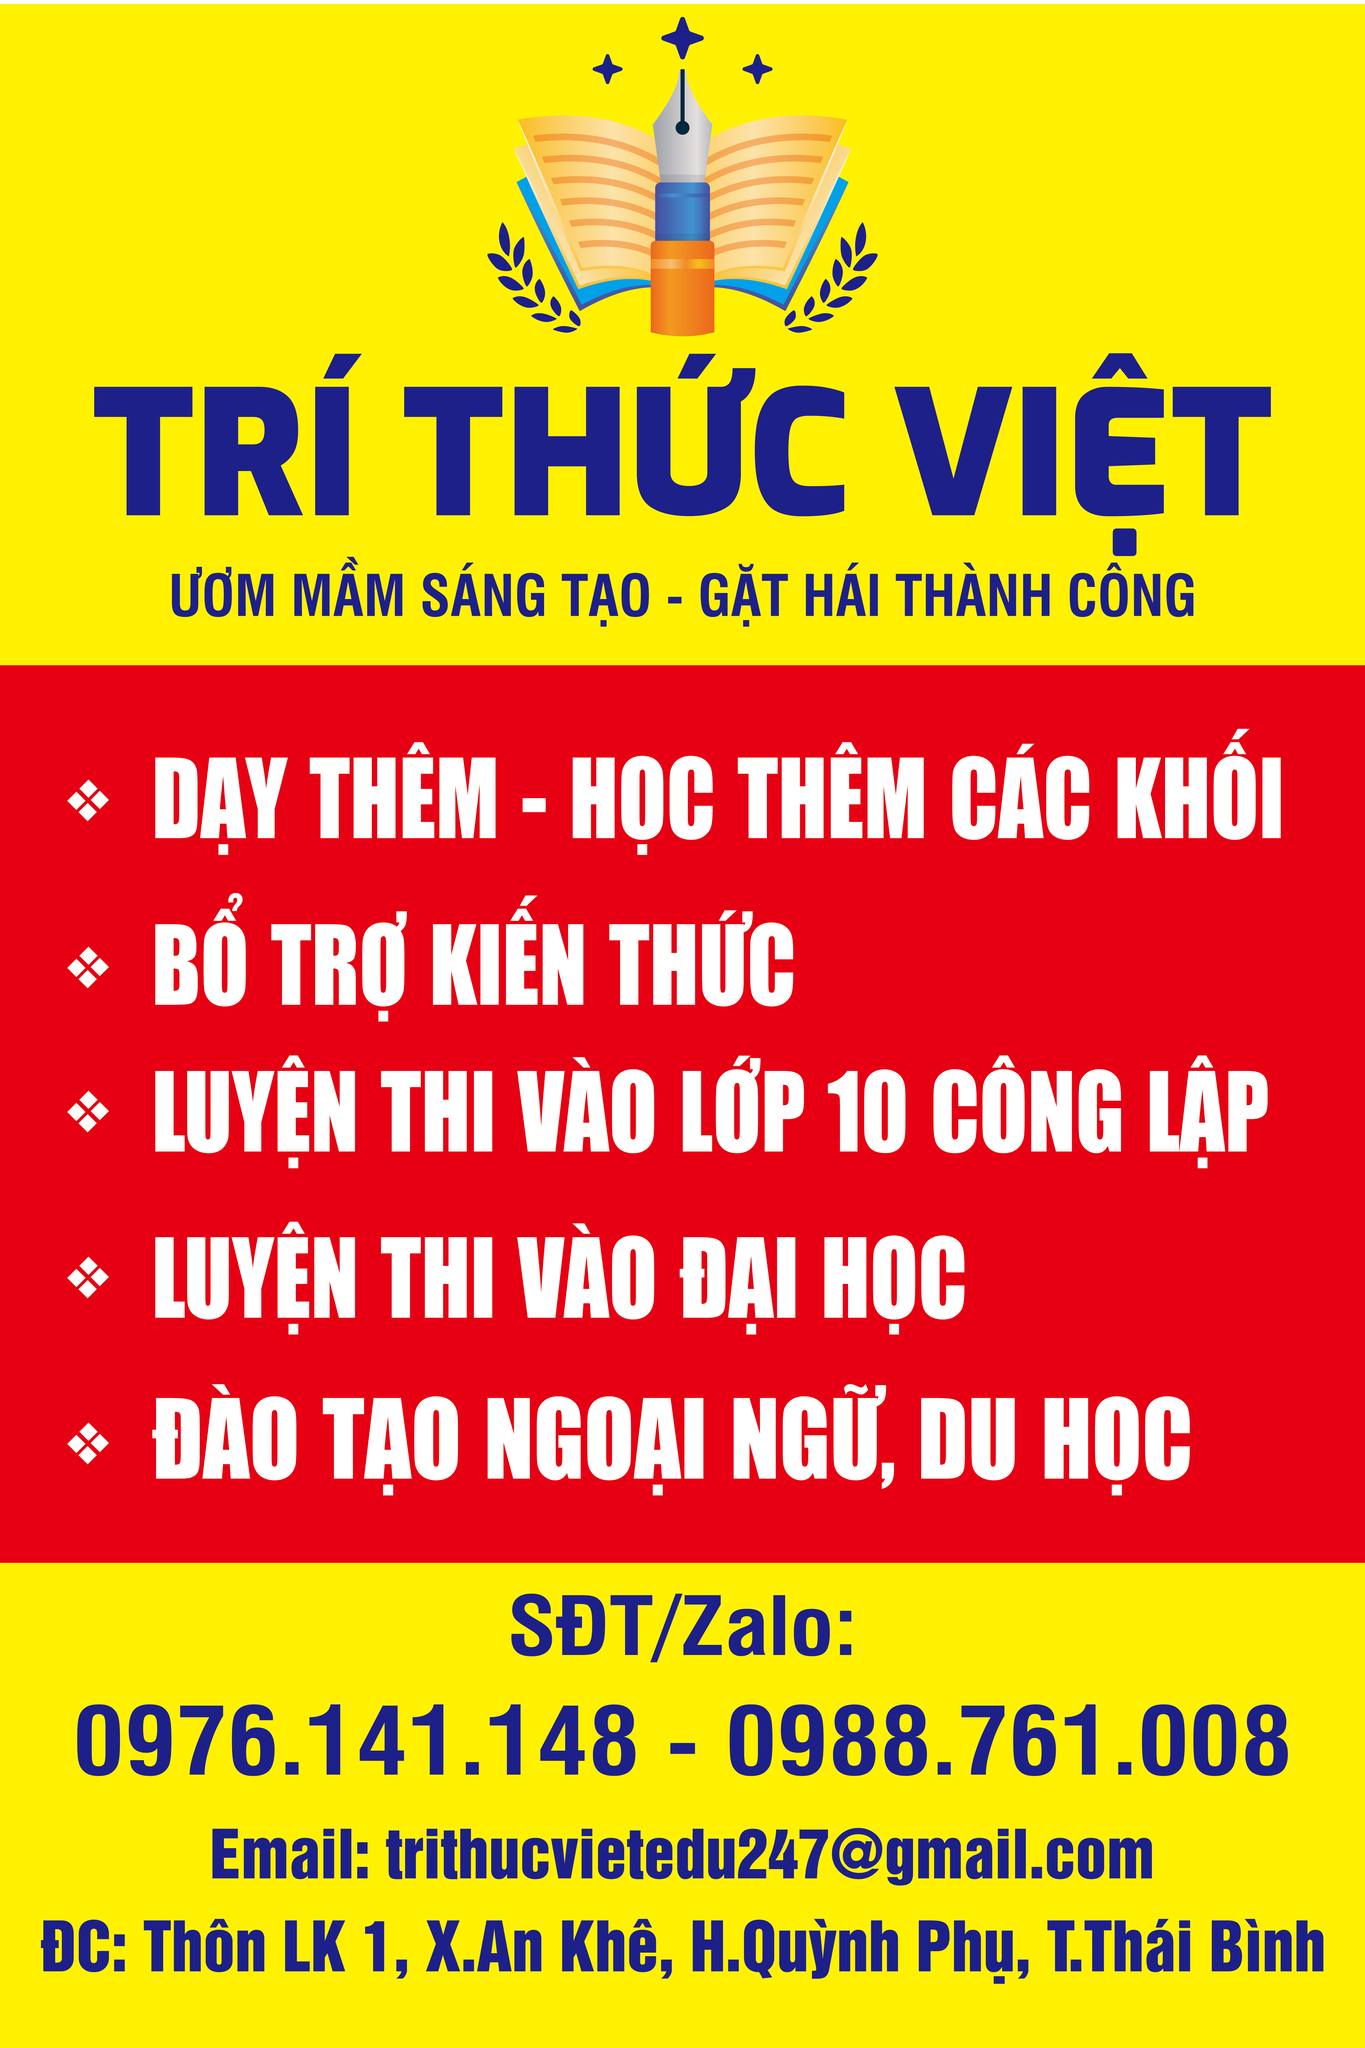 TRÍ THỨC VIỆT
ƯƠM MẦM SÁNG TẠO - GẶT HÁI THÀNH CÔNG
❖ DẠY THÊM - HỌC THÊM CÁC KHỐI
❖ BỔ TRỢ KIẾN THỨC
❖ LUYỆN THI VÀO LỚP 10 CÔNG LẬP
❖ LUYỆN THI VÀO ĐẠI HỌC
❖ ĐÀO TẠO NGOẠI NGỮ, DU HỌC
SĐT/Zalo:
0976.141.148 - 0988.761.008
Email: trithucvietedu247@gmail.com
ĐC: Thôn LK 1, X.An Khê, H.Quỳnh Phụ, T.Thái Bình